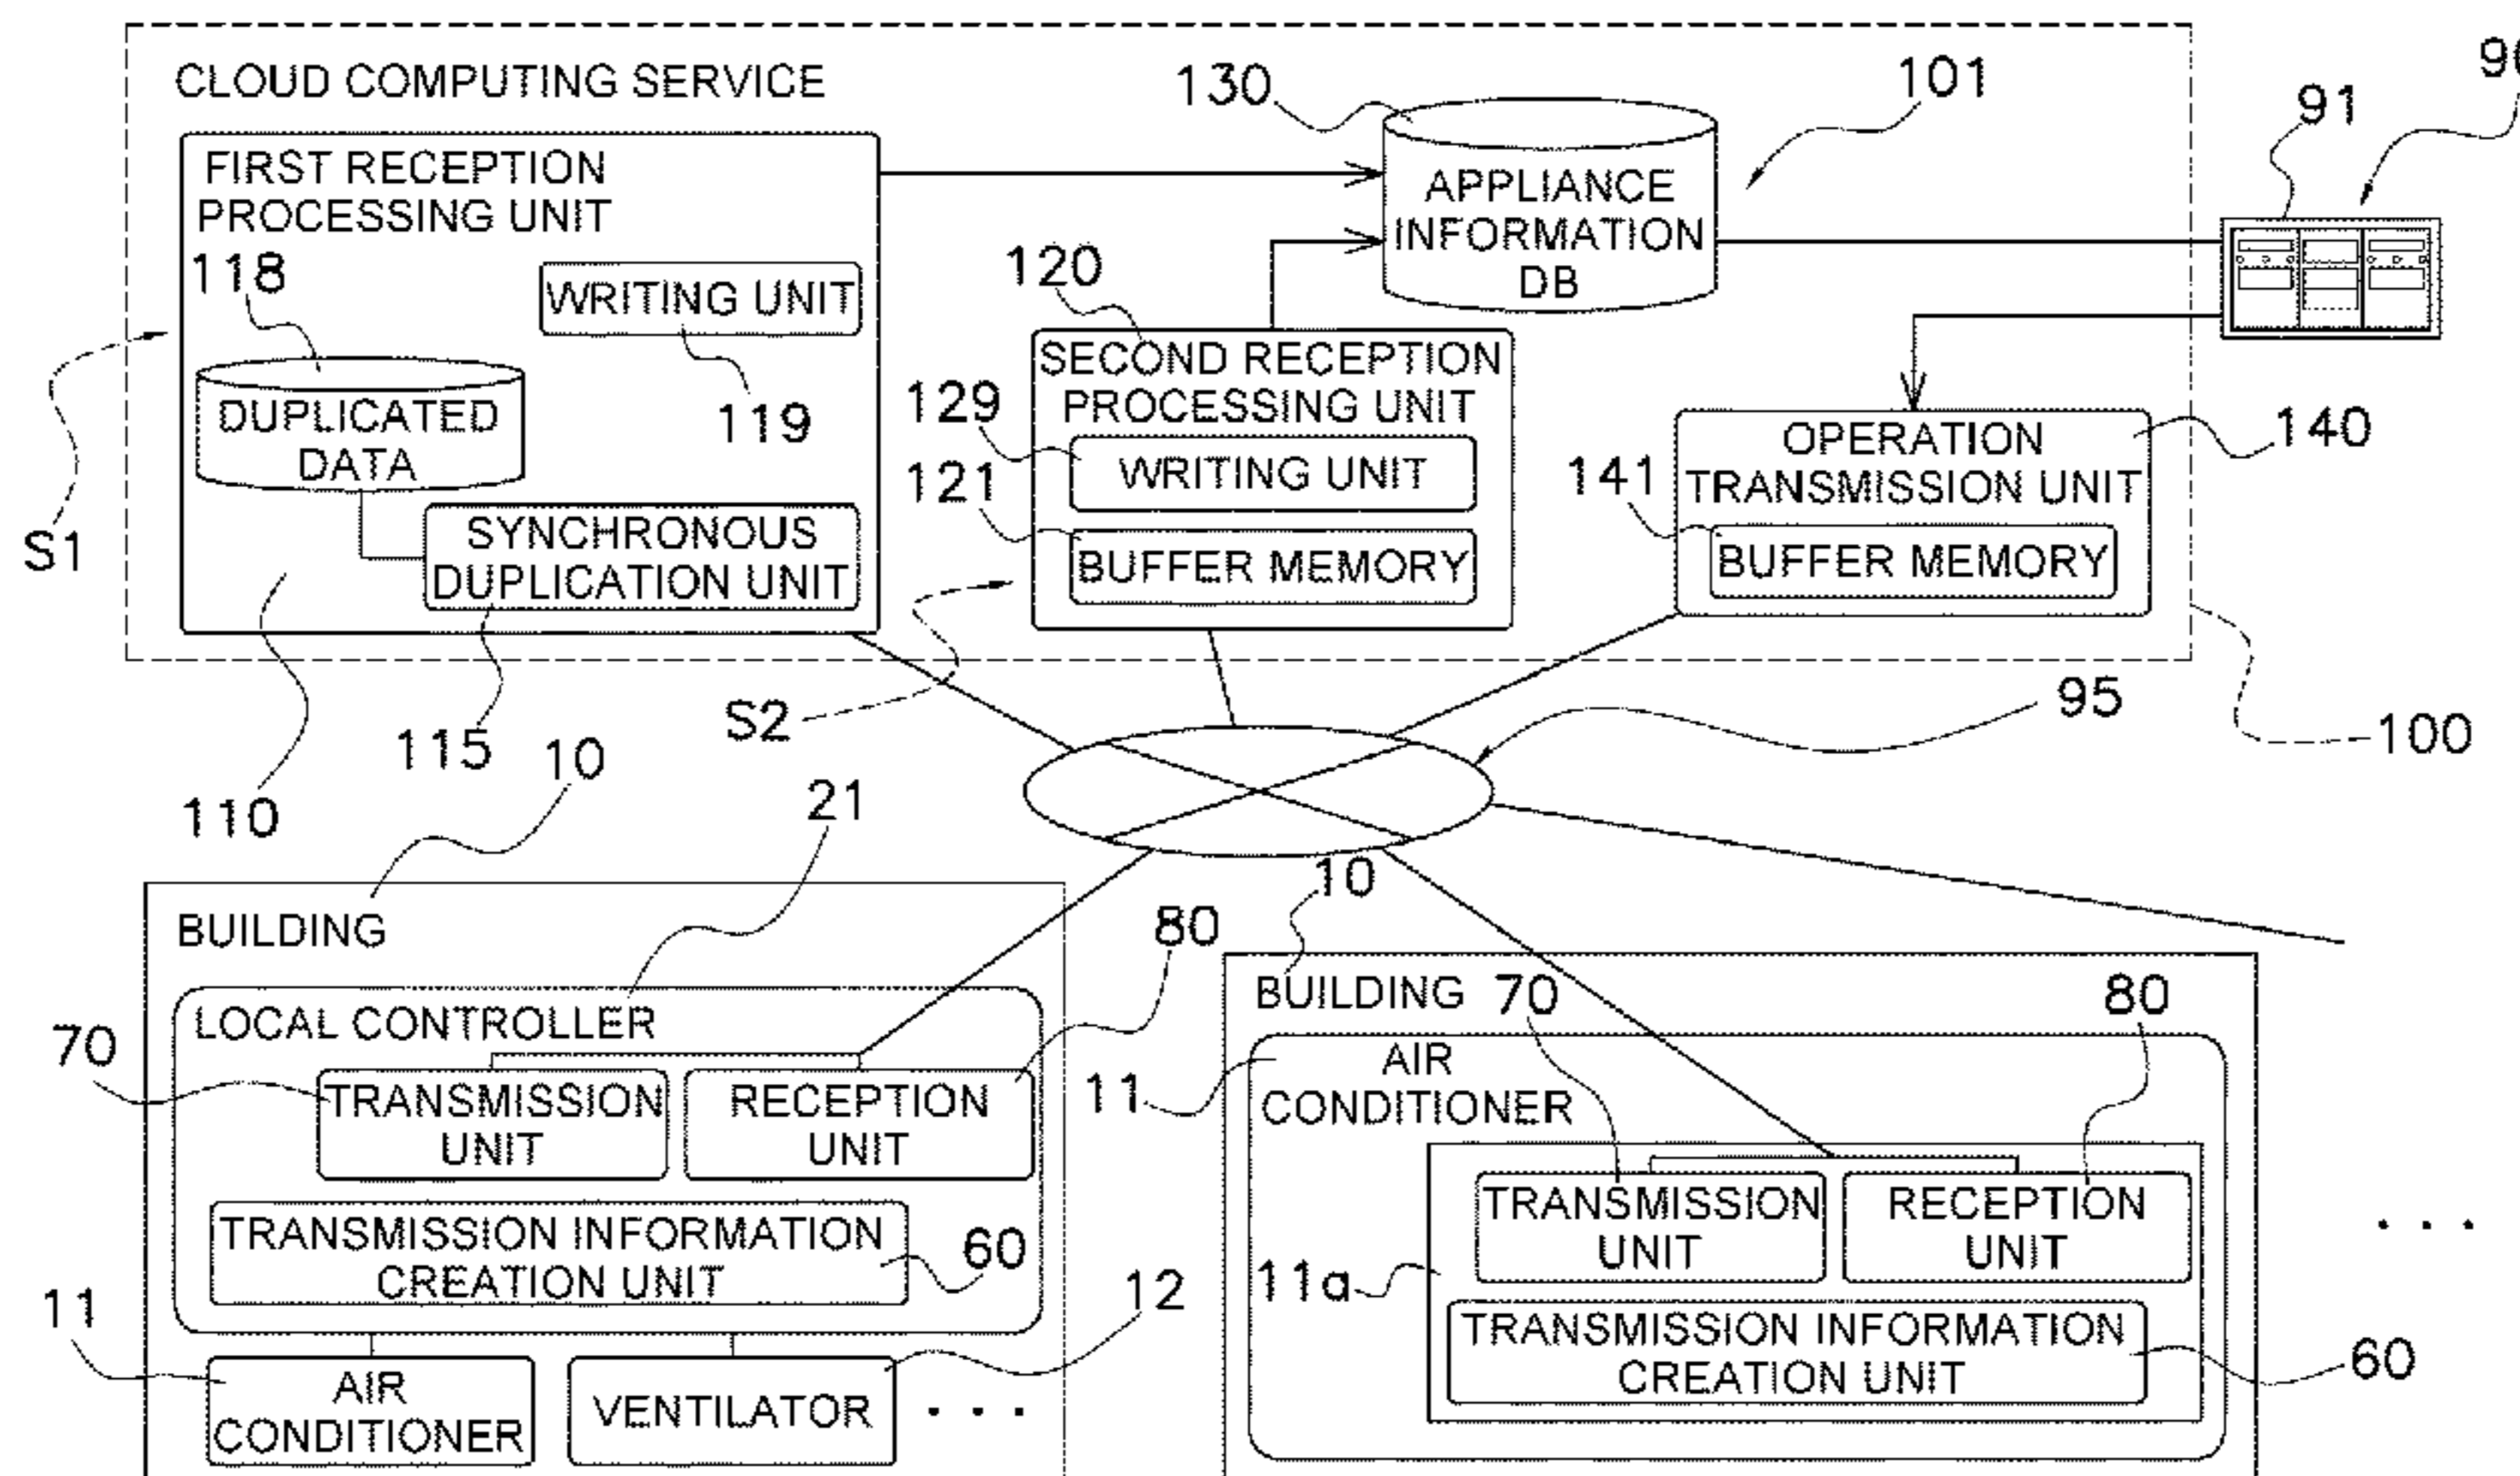 CLOUD COMPUTING SERVICE
130
101
91
FIRST RECEPTION
PROCESSING UNIT
118
WRITING UNIT
119
DUPLICATED
DATA
SYNCHRONOUS
DUPLICATION UNIT
S1
110
115
APPLIANCE
INFORMATION
DB
120
SECOND RECEPTION
PROCESSING UNIT
129
WRITING UNIT
121
BUFFER MEMORY
S2
OPERATION
TRANSMISSION UNIT
140
141
BUFFER MEMORY
95
100
10
21
BUILDING
LOCAL CONTROLLER
80
70
TRANSMISSION
UNIT
RECEPTION
UNIT
TRANSMISSION INFORMATION
CREATION UNIT
60
11
AIR
CONDITIONER
12
VENTILATOR
...
10
BUILDING
70
80
11
AIR
CONDITIONER
TRANSMISSION
UNIT
RECEPTION
UNIT
11a
TRANSMISSION INFORMATION
CREATION UNIT
60
...